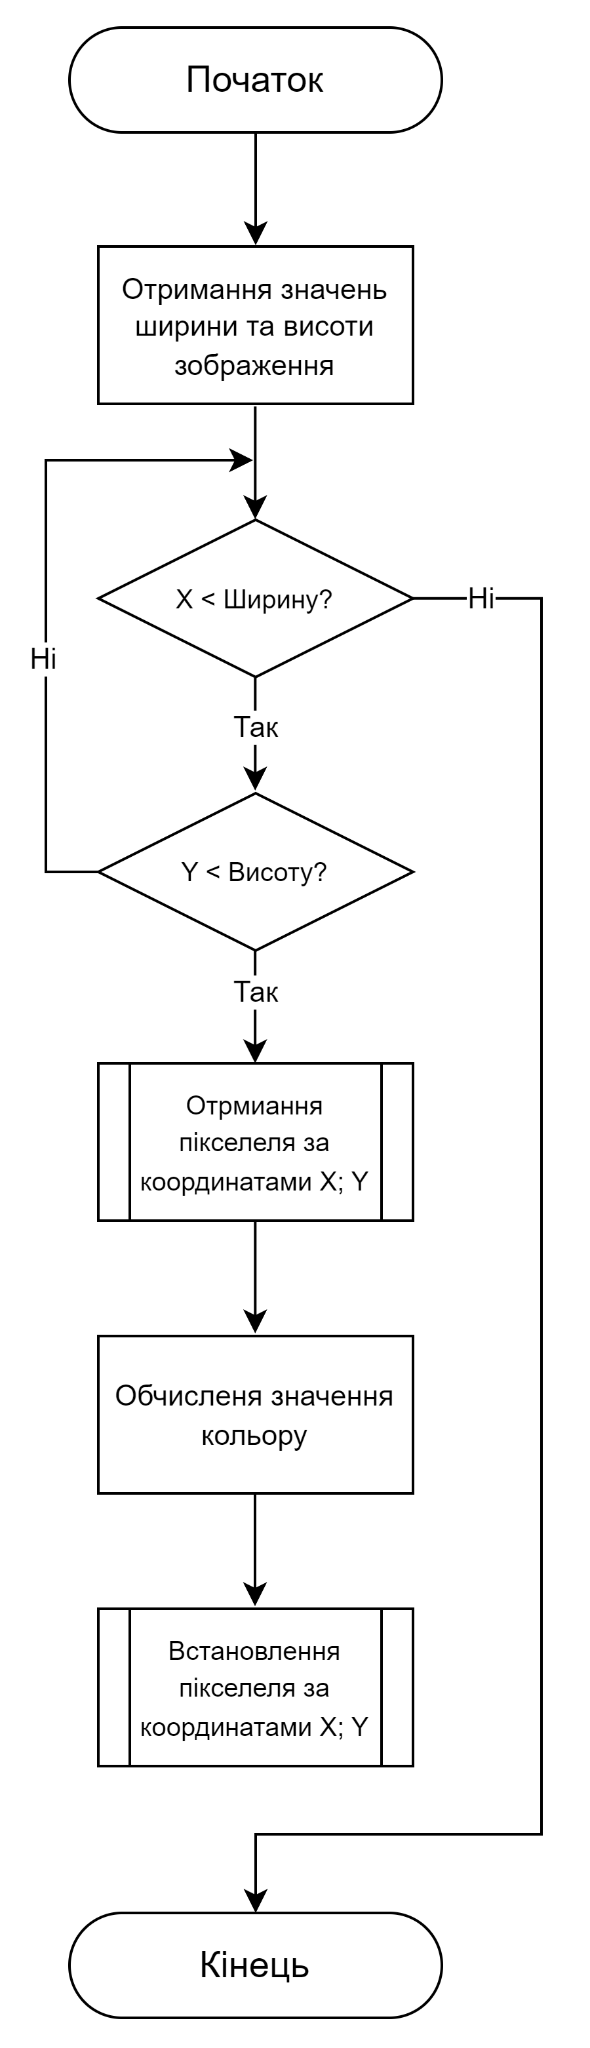 Початок
Отримання значень
ширини та висоти
зображення
X < Ширину?
Ні
Ні
Так
Y < Висоту?
Так
Отрмиання
пікселеля за
координатами X; Y
Обчисленя значення
кольору
Встановлення
пікселеля за
координатами X; Y
Кінець